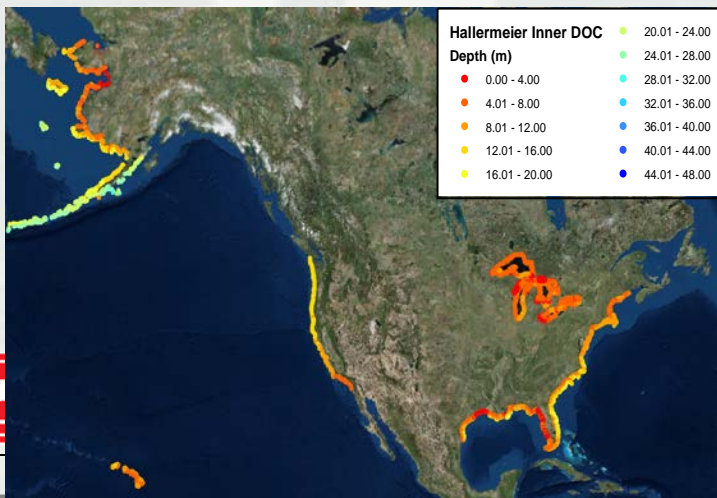 Hallermeier Inner DOC
Depth (m)
0.00 - 4.00
4.01 - 8.00
8.01 - 12.00
12.01 - 16.00
16.01 - 20.00
20.01 - 24.00
24.01 - 28.00
28.01 - 32.00
32.01 - 36.00
36.01 - 40.00
40.01 - 44.00
44.01 - 48.00